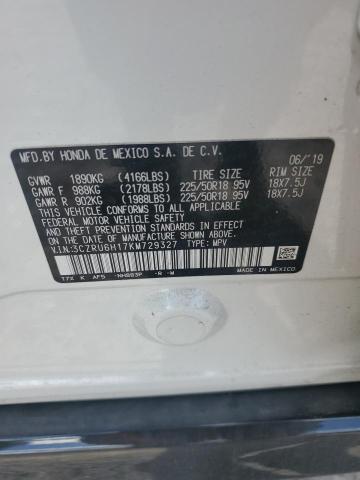 MFD.BY HONDA DE MEXICO S.A. DE C.V.
06/'19
GVWR 1890KG (4166LBS) TIRE SIZE RIM SIZE
GAWR F 988KG (2178LBS) 225/50R18 95V 18X7.5J
GAWR R 902KG (1988LBS) 225/50R18 95V 18X7.5J
THIS VEHICLE CONFORMS TO ALL APPLICABLE
FEDERAL MOTOR VEHICLE SAFETY AND THEFT
PREVENTION STANDARDS IN EFFECT ON THE DATE
OF MANUFACTURE SHOWN ABOVE.
V.I.N:3CZRU6H17KM729327 TYPE: MPV
T7X K AF5 -NH883P -R -W MADE IN MEXICO